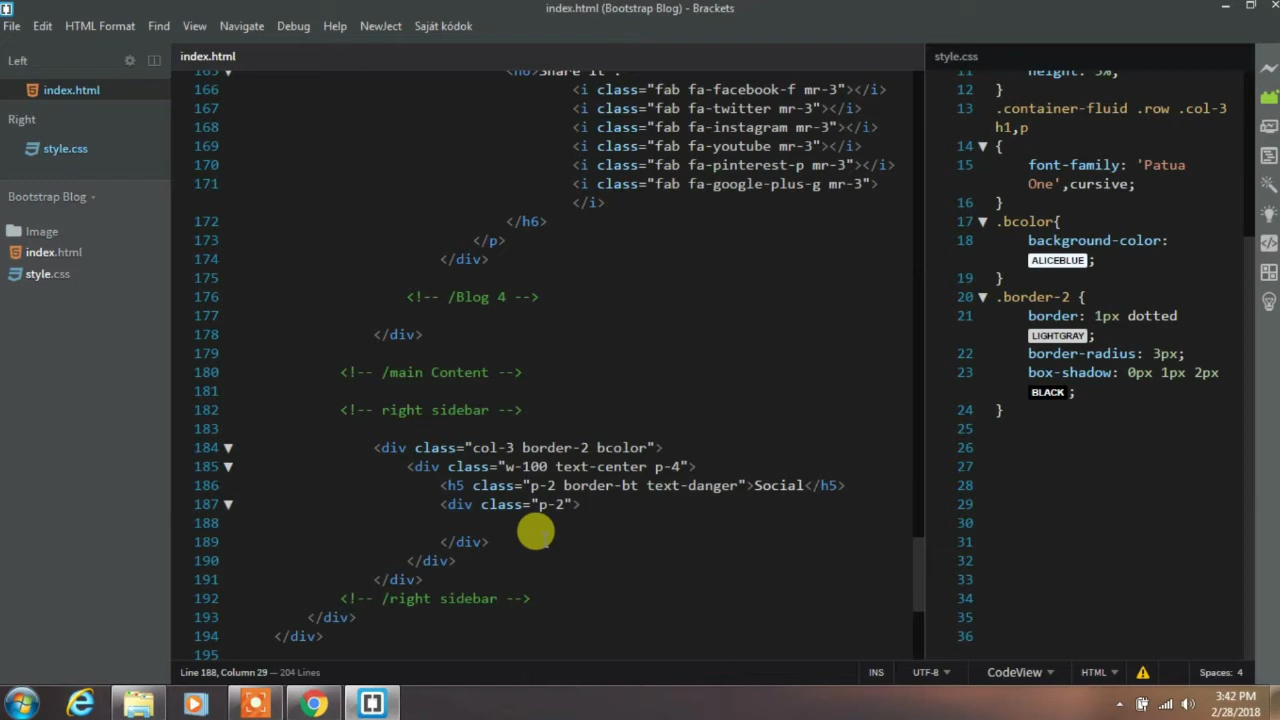 index.html (Bootstrap Blog) - Brackets
File Edit HTML Format Find View Navigate Debug Help NewJect Saját kódok
Left
index.html
Right
style.css
Bootstrap Blog
Image
index.html
style.css
index.html
165 <h6>Share it :
166 <i class="fab fa-facebook-f mr-3"></i>
167 <i class="fab fa-twitter mr-3"></i>
168 <i class="fab fa-instagram mr-3"></i>
169 <i class="fab fa-youtube mr-3"></i>
170 <i class="fab fa-pinterest-p mr-3"></i>
171 <i class="fab fa-google-plus-g mr-3">
</i>
172 </h6>
173 </p>
174 </div>
175
176 <!-- /Blog 4 -->
177
178 </div>
179
180 <!-- /main Content -->
181
182 <!-- right sidebar -->
183
184 <div class="col-3 border-2 bcolor">
185 <div class="w-100 text-center p-4">
186 <h5 class="p-2 border-bt text-danger">Social</h5>
187 <div class="p-2">
188
189 </div>
190 </div>
191 </div>
192 <!-- /right sidebar -->
193 </div>
194 </div>
195
style.css
11 height: 5%;
12 }
13 .container-fluid .row .col-3
h1,p
14 {
15 font-family: 'Patua
One',cursive;
16 }
17 .bcolor{
18 background-color:
ALICEBLUE;
19 }
20 .border-2 {
21 border: 1px dotted
LIGHTGRAY;
22 border-radius: 3px;
23 box-shadow: 0px 1px 2px
BLACK;
24 }
25
26
27
28
29
30
31
32
33
34
35
36
Line 188, Column 29 — 204 Lines
INS UTF-8 CodeView HTML Spaces: 4
3:42 PM
2/28/2018